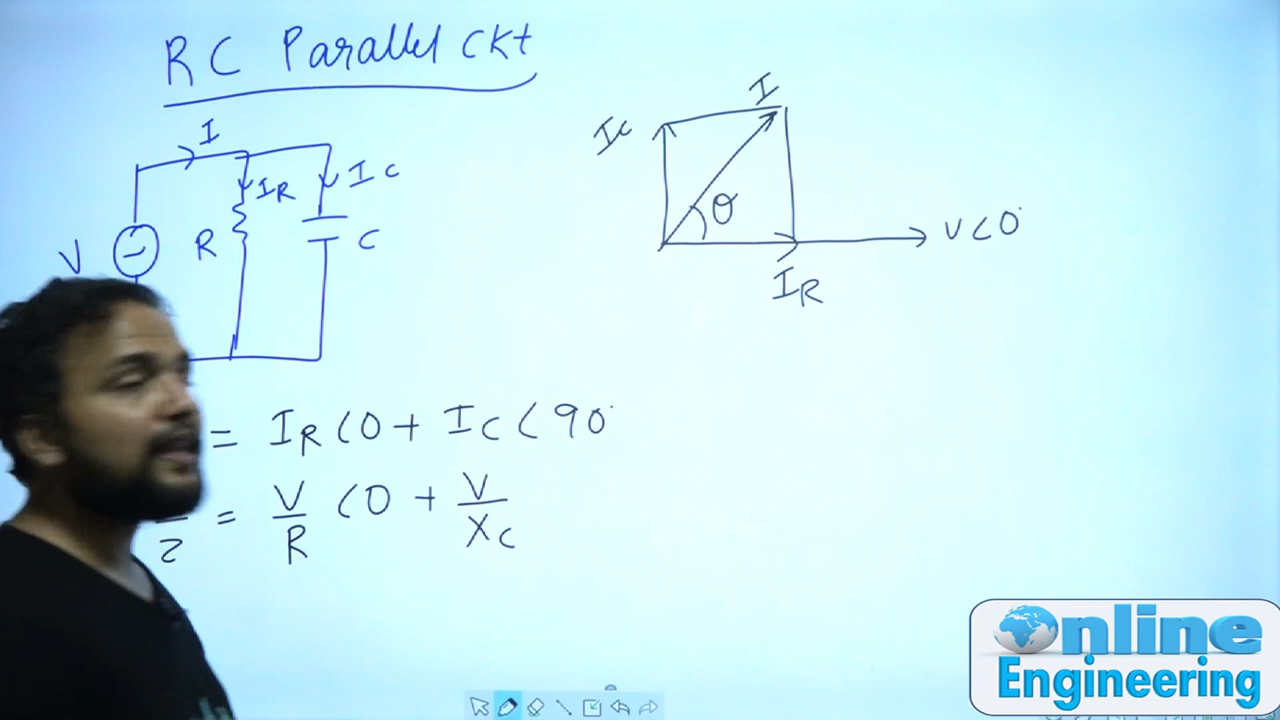 RC Parallel Ckt
I
IR
IC
V
R
C
IC
I
θ
V<0°
IR
= IR<0 + IC<90°
Z = V/R <0 + V/XC
Online
Engineering